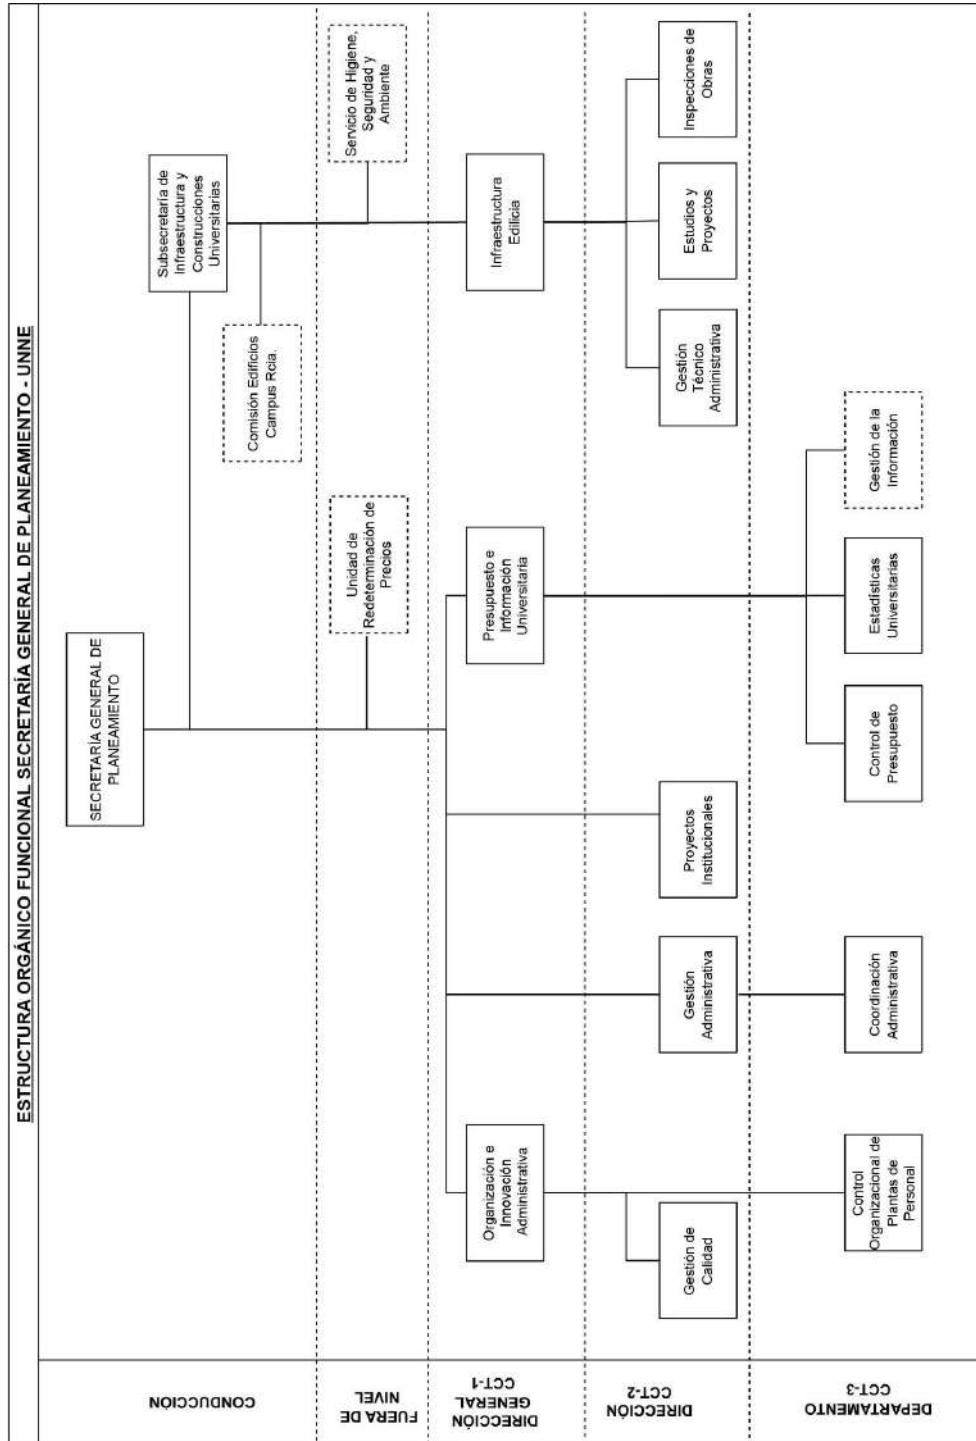 ESTRUCTURA ORGÁNICO FUNCIONAL SECRETARÍA GENERAL DE PLANEAMIENTO - UNNE
CONDUCCIÓN
SECRETARÍA GENERAL DE
PLANEAMIENTO
Subsecretaría de
Infraestructura y
Construcciones
Universitarias
Comisión Edificios
Campus Rcia.
FUERA DE
NIVEL
Unidad de
Redeterminación de
Precios
Servicio de Higiene,
Seguridad y
Ambiente
DIRECCIÓN
GENERAL
CCT-1
Organización e
Innovación
Administrativa
Presupuesto e
Información
Universitaria
Infraestructura
Edilicia
DIRECCIÓN
CCT-2
Gestión de
Calidad
Gestión
Administrativa
Proyectos
Institucionales
Gestión
Técnico
Administrativa
Estudios y
Proyectos
Inspecciones de
Obras
DEPARTAMENTO
CCT-3
Control
Organizacional de
Plantas de
Personal
Coordinación
Administrativa
Control de
Presupuesto
Estadísticas
Universitarias
Gestión de la
Información